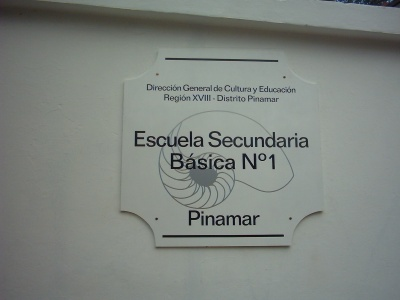 Dirección General de Cultura y Educación
Región XVIII - Distrito Pinamar
Escuela Secundaria
Básica Nº1
Pinamar